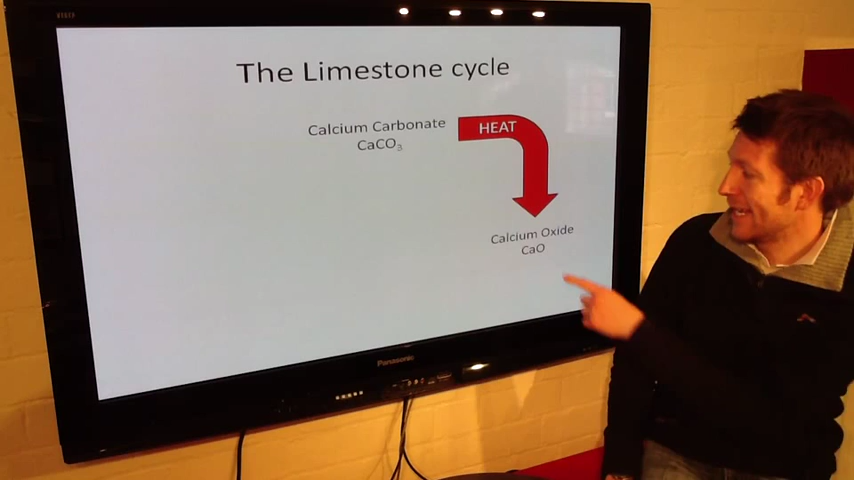 The Limestone cycle
Calcium Carbonate
CaCO₃
HEAT
Calcium Oxide
CaO
Panasonic